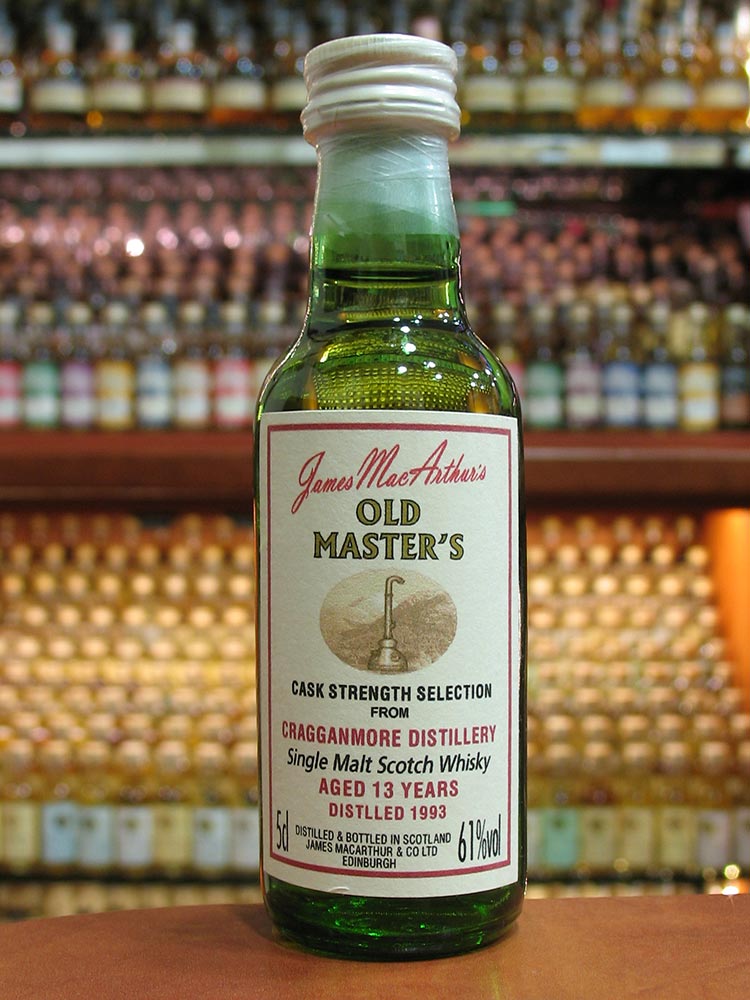 James MacArthur's
OLD
MASTER'S
CASK STRENGTH SELECTION
FROM
CRAGGANMORE DISTILLERY
Single Malt Scotch Whisky
AGED 13 YEARS
DISTLLED 1993
5cl
DISTILLED & BOTTLED IN SCOTLAND
JAMES MACARTHUR & CO LTD
EDINBURGH
61%vol